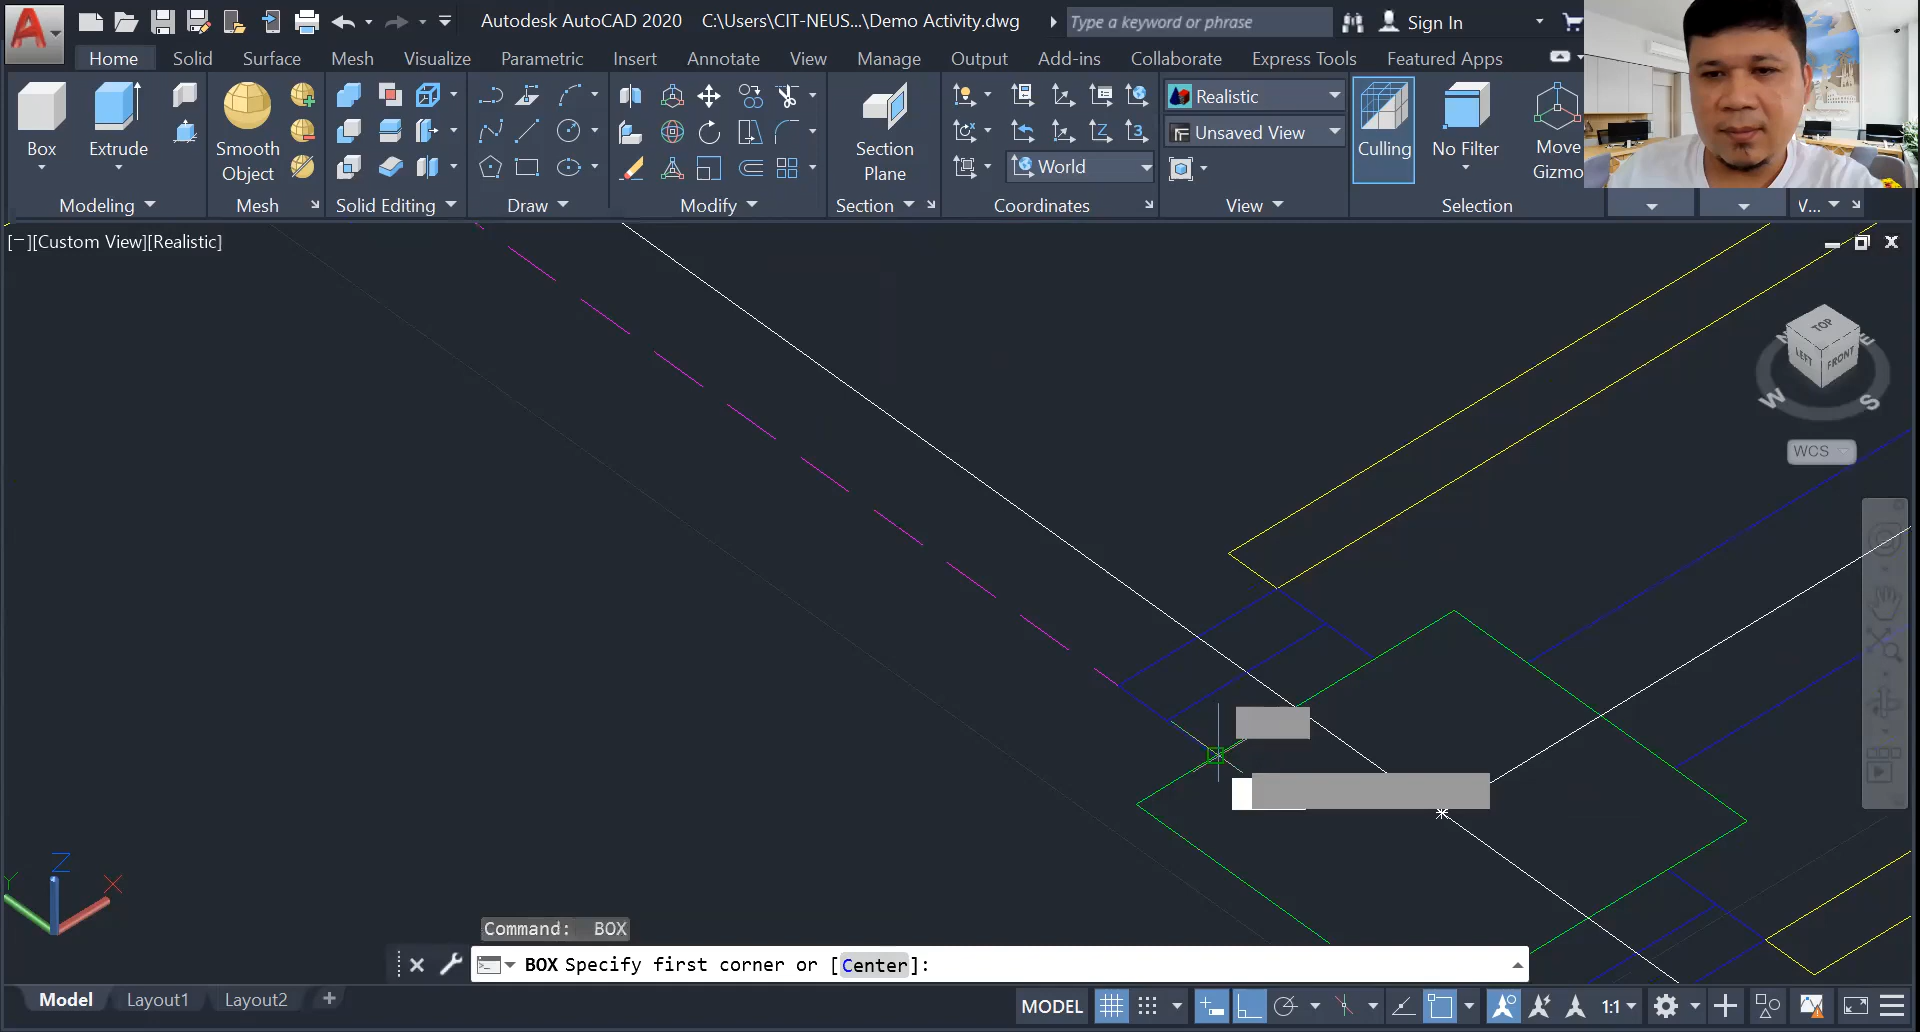 Autodesk AutoCAD 2020 C:\Users\CIT-NEUS...\Demo Activity.dwg
Type a keyword or phrase
Sign In
Home Solid Surface Mesh Visualize Parametric Insert Annotate View Manage Output Add-ins Collaborate Express Tools Featured Apps
Box
Extrude
Smooth
Object
Section
Plane
Realistic
Unsaved View
World
Culling
No Filter
Move
Gizmo
Modeling Mesh Solid Editing Draw Modify Section Coordinates View Selection V...
[−][Custom View][Realistic]
TOP
LEFT
FRONT
W
S
WCS
Z
X
Command: BOX
BOX Specify first corner or [Center]:
Model Layout1 Layout2 +
MODEL 1:1